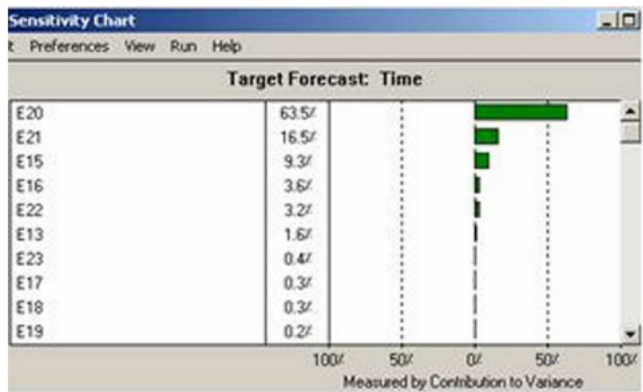 Sensitivity Chart
t Preferences View Run Help
Target Forecast: Time
E20 63.5%
E21 16.5%
E15 9.3%
E16 3.6%
E22 3.2%
E13 1.6%
E23 0.4%
E17 0.3%
E18 0.3%
E19 0.2%
100% 50% 0% 50% 100%
Measured by Contribution to Variance